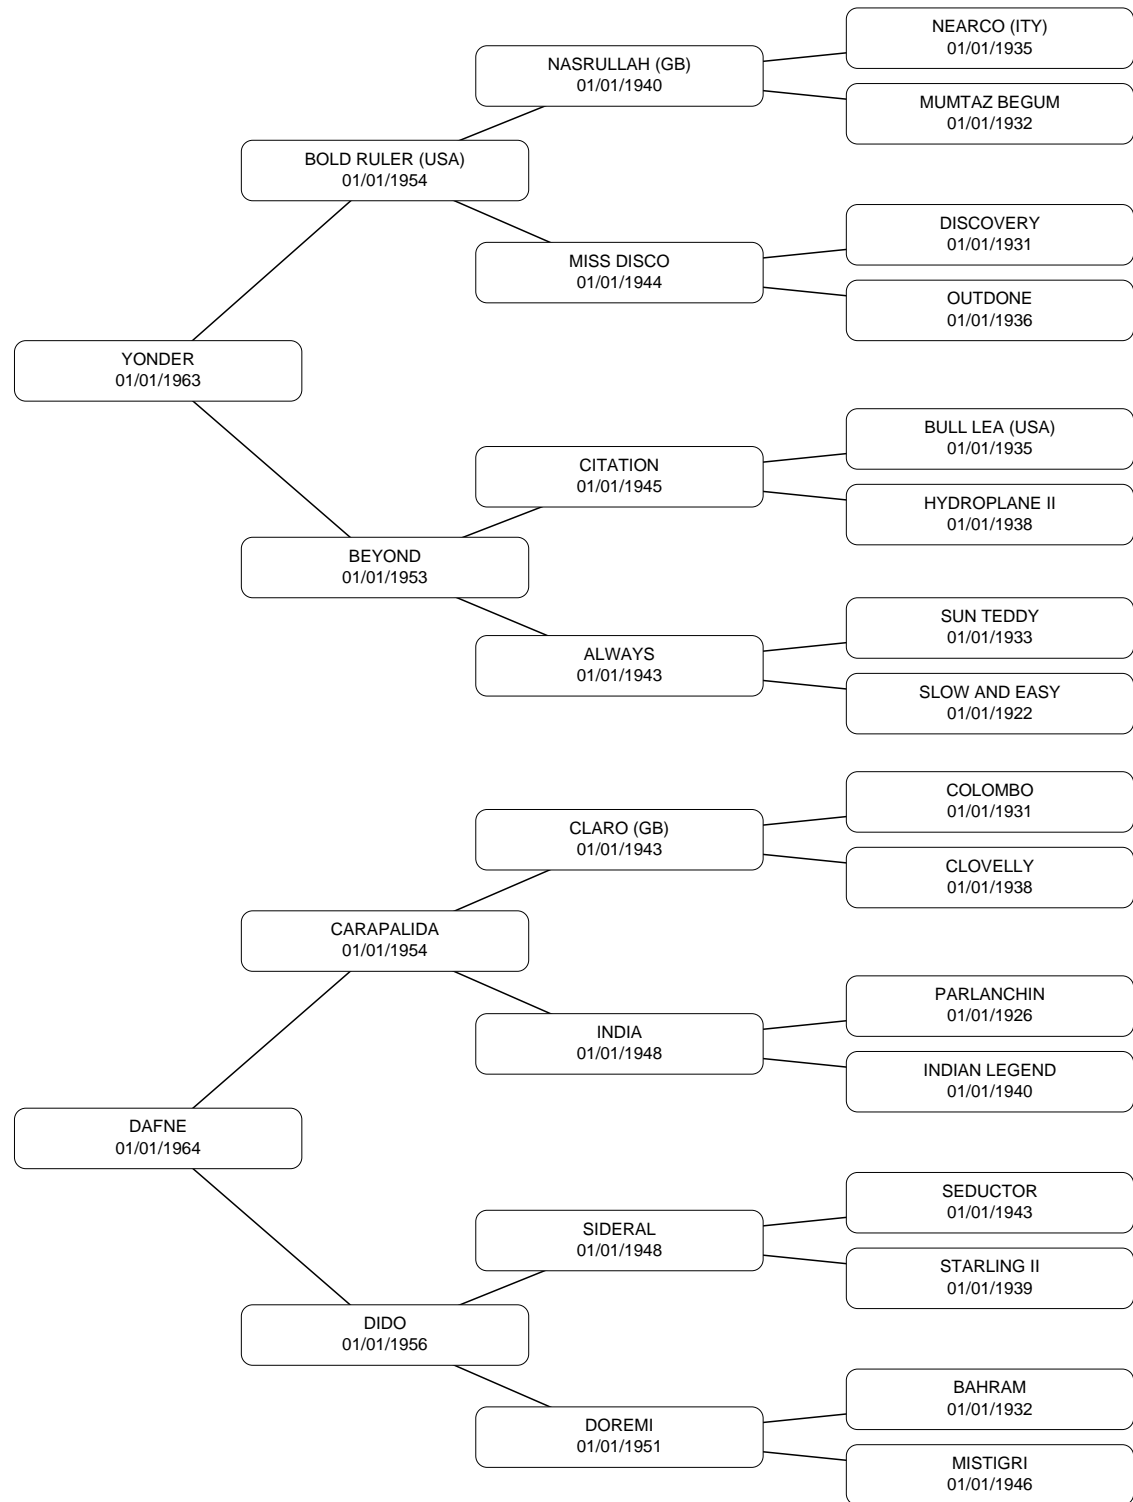 NEARCO (ITY)
01/01/1935
NASRULLAH (GB)
01/01/1940
MUMTAZ BEGUM
01/01/1932
BOLD RULER (USA)
01/01/1954
DISCOVERY
01/01/1931
MISS DISCO
01/01/1944
OUTDONE
01/01/1936
YONDER
01/01/1963
BULL LEA (USA)
01/01/1935
CITATION
01/01/1945
HYDROPLANE II
01/01/1938
BEYOND
01/01/1953
SUN TEDDY
01/01/1933
ALWAYS
01/01/1943
SLOW AND EASY
01/01/1922
COLOMBO
01/01/1931
CLARO (GB)
01/01/1943
CLOVELLY
01/01/1938
CARAPALIDA
01/01/1954
PARLANCHIN
01/01/1926
INDIA
01/01/1948
INDIAN LEGEND
01/01/1940
DAFNE
01/01/1964
SEDUCTOR
01/01/1943
SIDERAL
01/01/1948
STARLING II
01/01/1939
DIDO
01/01/1956
BAHRAM
01/01/1932
DOREMI
01/01/1951
MISTIGRI
01/01/1946